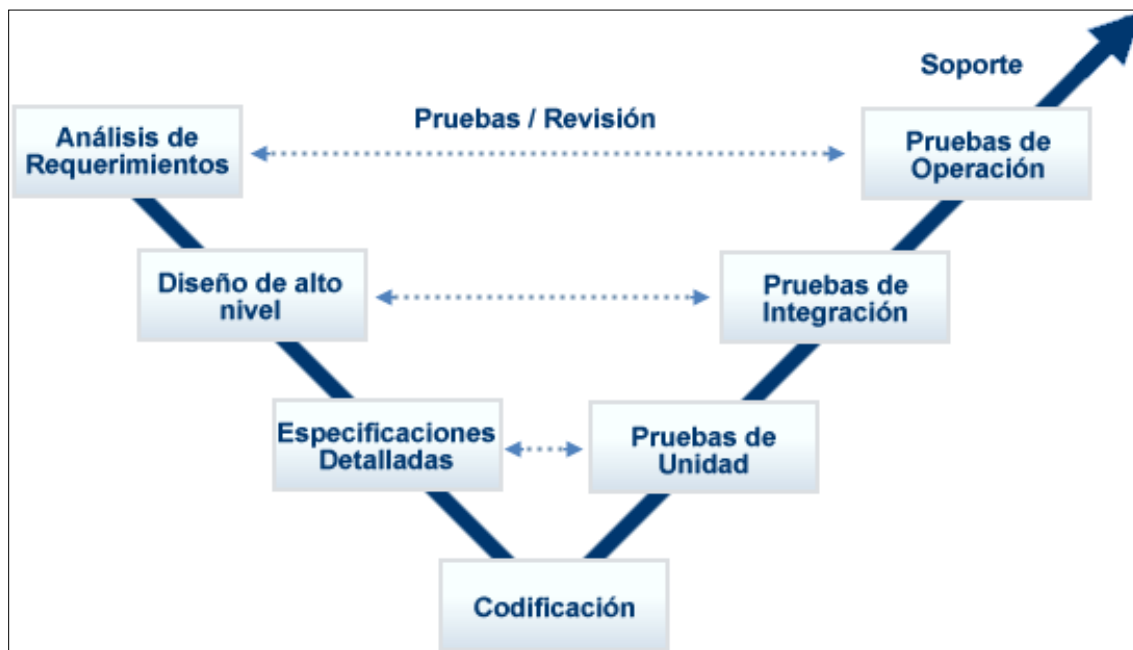 Soporte
Análisis de
Requerimientos
Pruebas / Revisión
Pruebas de
Operación
Diseño de alto
nivel
Pruebas de
Integración
Especificaciones
Detalladas
Pruebas de
Unidad
Codificación